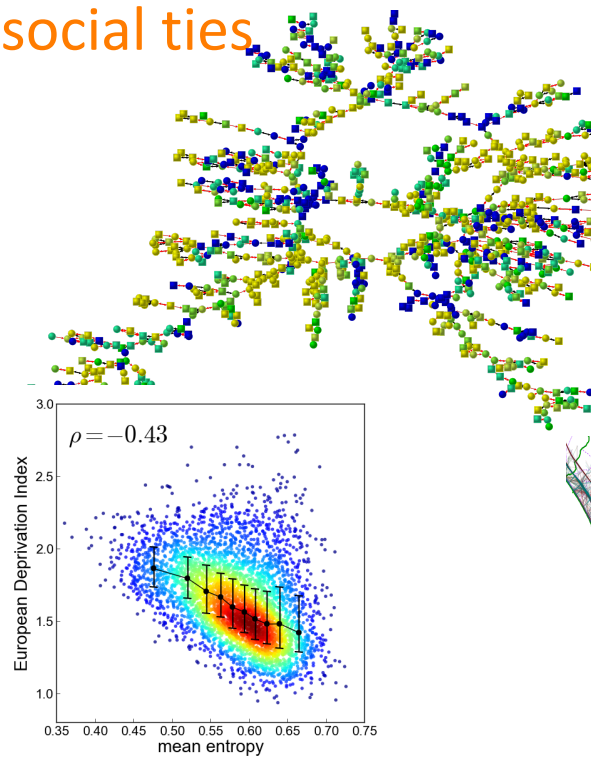 social ties
3.0
ρ=−0.43
2.5
2.0
1.5
1.0
European Deprivation Index
0.35 0.40 0.45 0.50 0.55 0.60 0.65 0.70 0.75
mean entropy